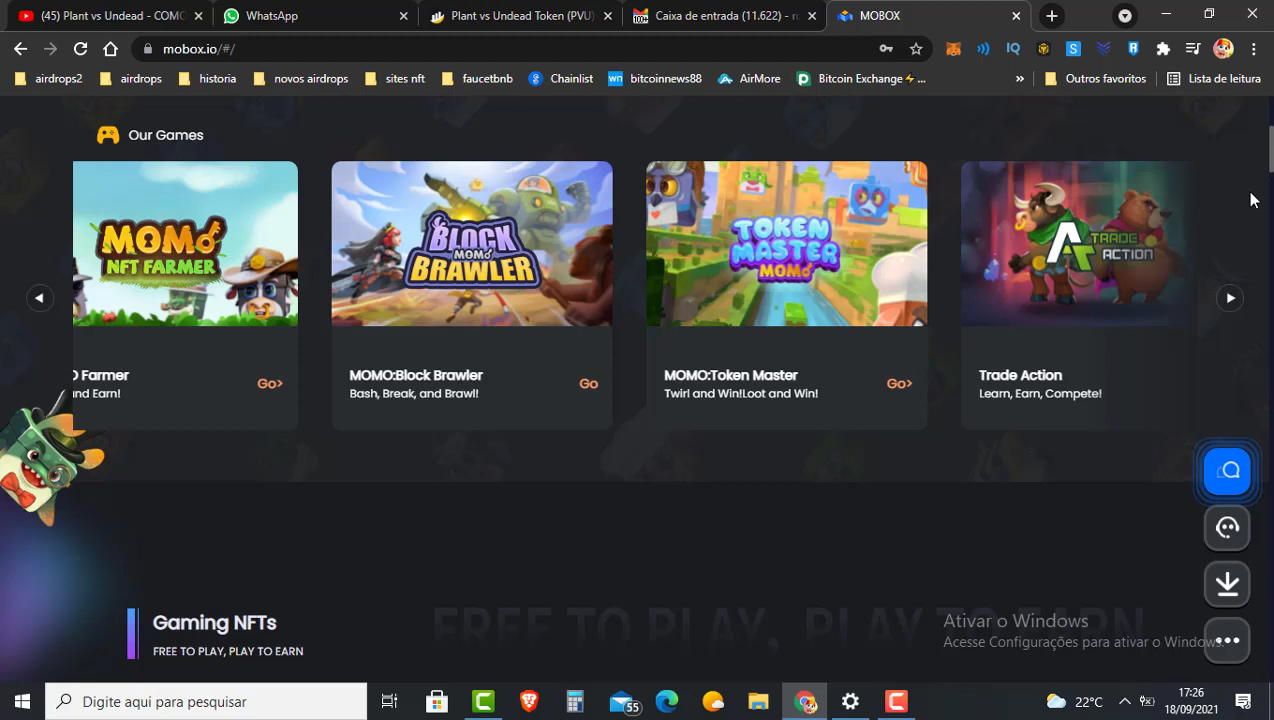 (45) Plant vs Undead - COMO
WhatsApp
Plant vs Undead Token (PVU)
100+
Caixa de entrada (11.622) - r
MOBOX
mobox.io/#/
airdrops2
airdrops
historia
novos airdrops
sites nft
faucetbnb
Chainlist
bitcoinnews88
AirMore
Bitcoin Exchange⚡...
Outros favoritos
Lista de leitura
Our Games
MOMO NFT FARMER
BLOCK MOMO BRAWLER
TOKEN MASTER MOMO
TRADE ACTION
O Farmer
and Earn!
Go>
MOMO:Block Brawler
Bash, Break, and Brawl!
Go
MOMO:Token Master
Twirl and Win!Loot and Win!
Go>
Trade Action
Learn, Earn, Compete!
Gaming NFTs
FREE TO PLAY, PLAY TO EARN
FREE TO PLAY, PLAY TO EARN
Ativar o Windows
Acesse Configurações para ativar o Windows.
Digite aqui para pesquisar
55
22°C
17:26
18/09/2021